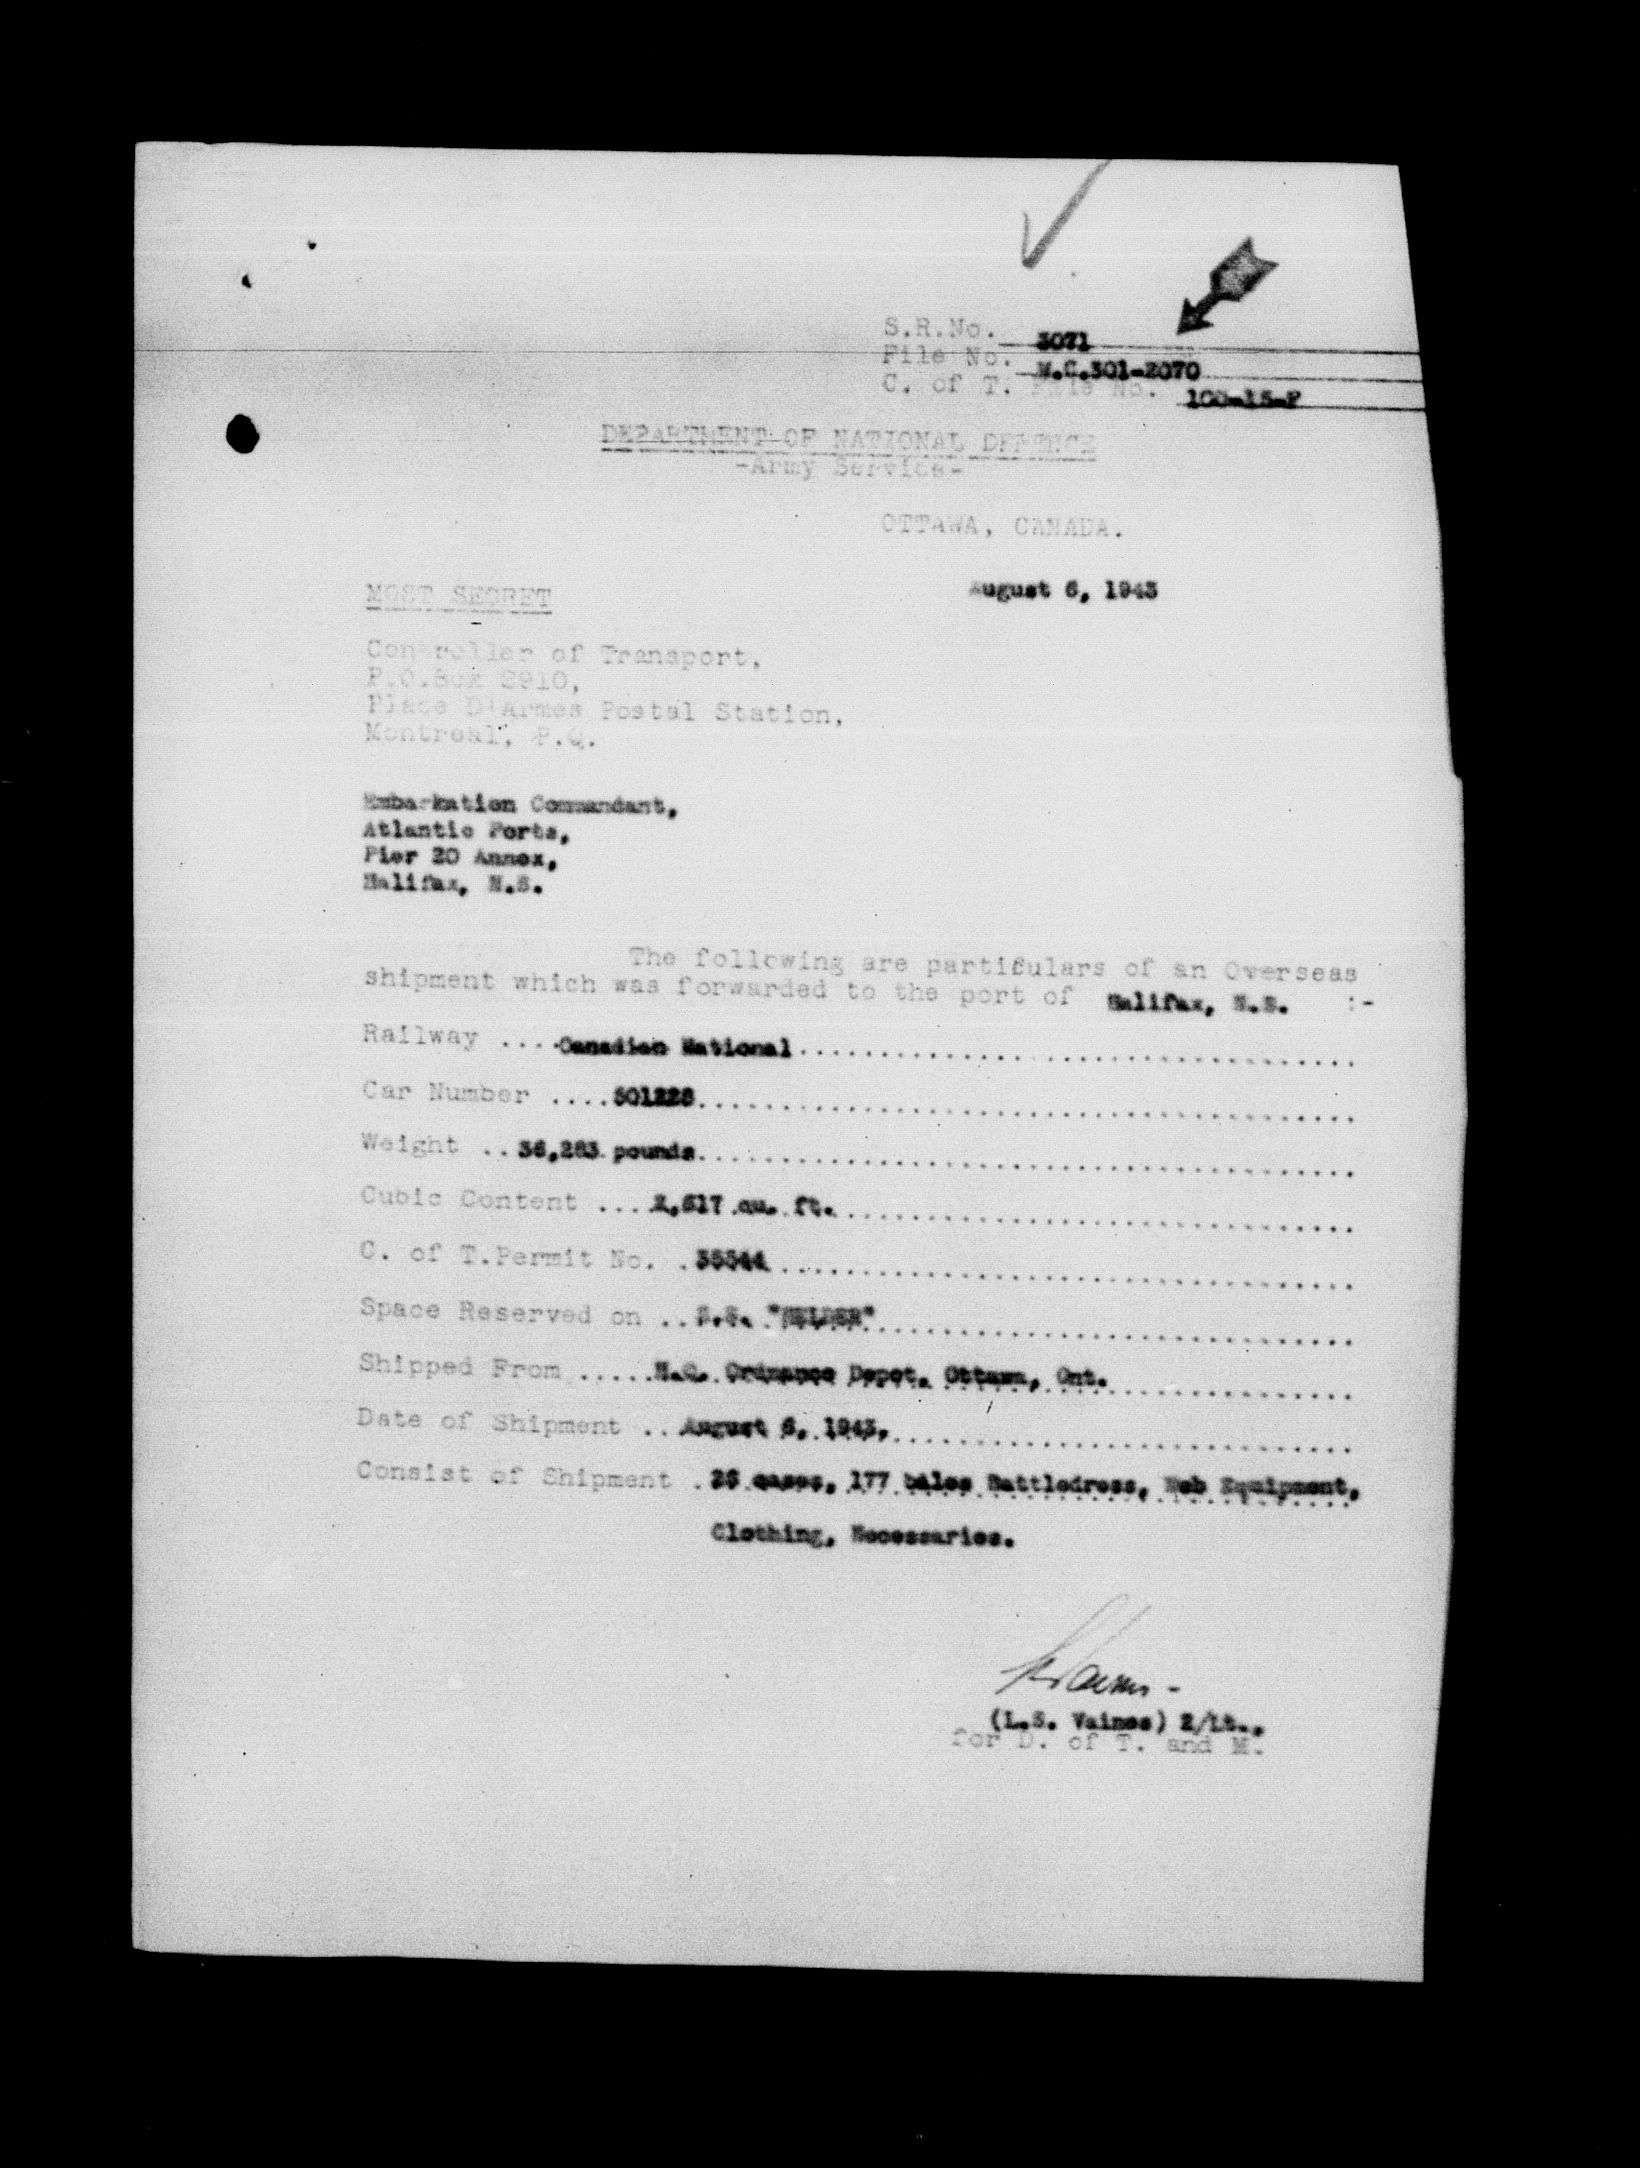 S.R.No. 3071
File No. M.C.301-2070
C. of T. File No. 100-15-F
DEPARTMENT OF NATIONAL DEFENCE
-Army Service-
OTTAWA, CANADA.
MOST SECRET
August 6, 1943
Controller of Transport,
P.O.Box 2910,
Place D'Armes Postal Station,
Montreal, P.Q.
Embarkation Commandant,
Atlantic Ports,
Pier 20 Annex,
Halifax, N.S.
The following are particulars of an Overseas
shipment which was forwarded to the port of Halifax, N.S. :-
Railway ....Canadian National
Car Number ....501228
Weight ..36,283 pounds
Cubic Content ...2,517 cu. ft.
C. of T.Permit No. .35544
Space Reserved on ..S.S.
Shipped From .....M.C. Ordnance Depot, Ottawa, Ont.
Date of Shipment ..August 6, 1943.
Consist of Shipment .26 cases, 177 bales Battledress, Web Equipment,
Clothing, Necessaries.
(L.S. Vaines) 2/Lt.,
for D. of T. and M.